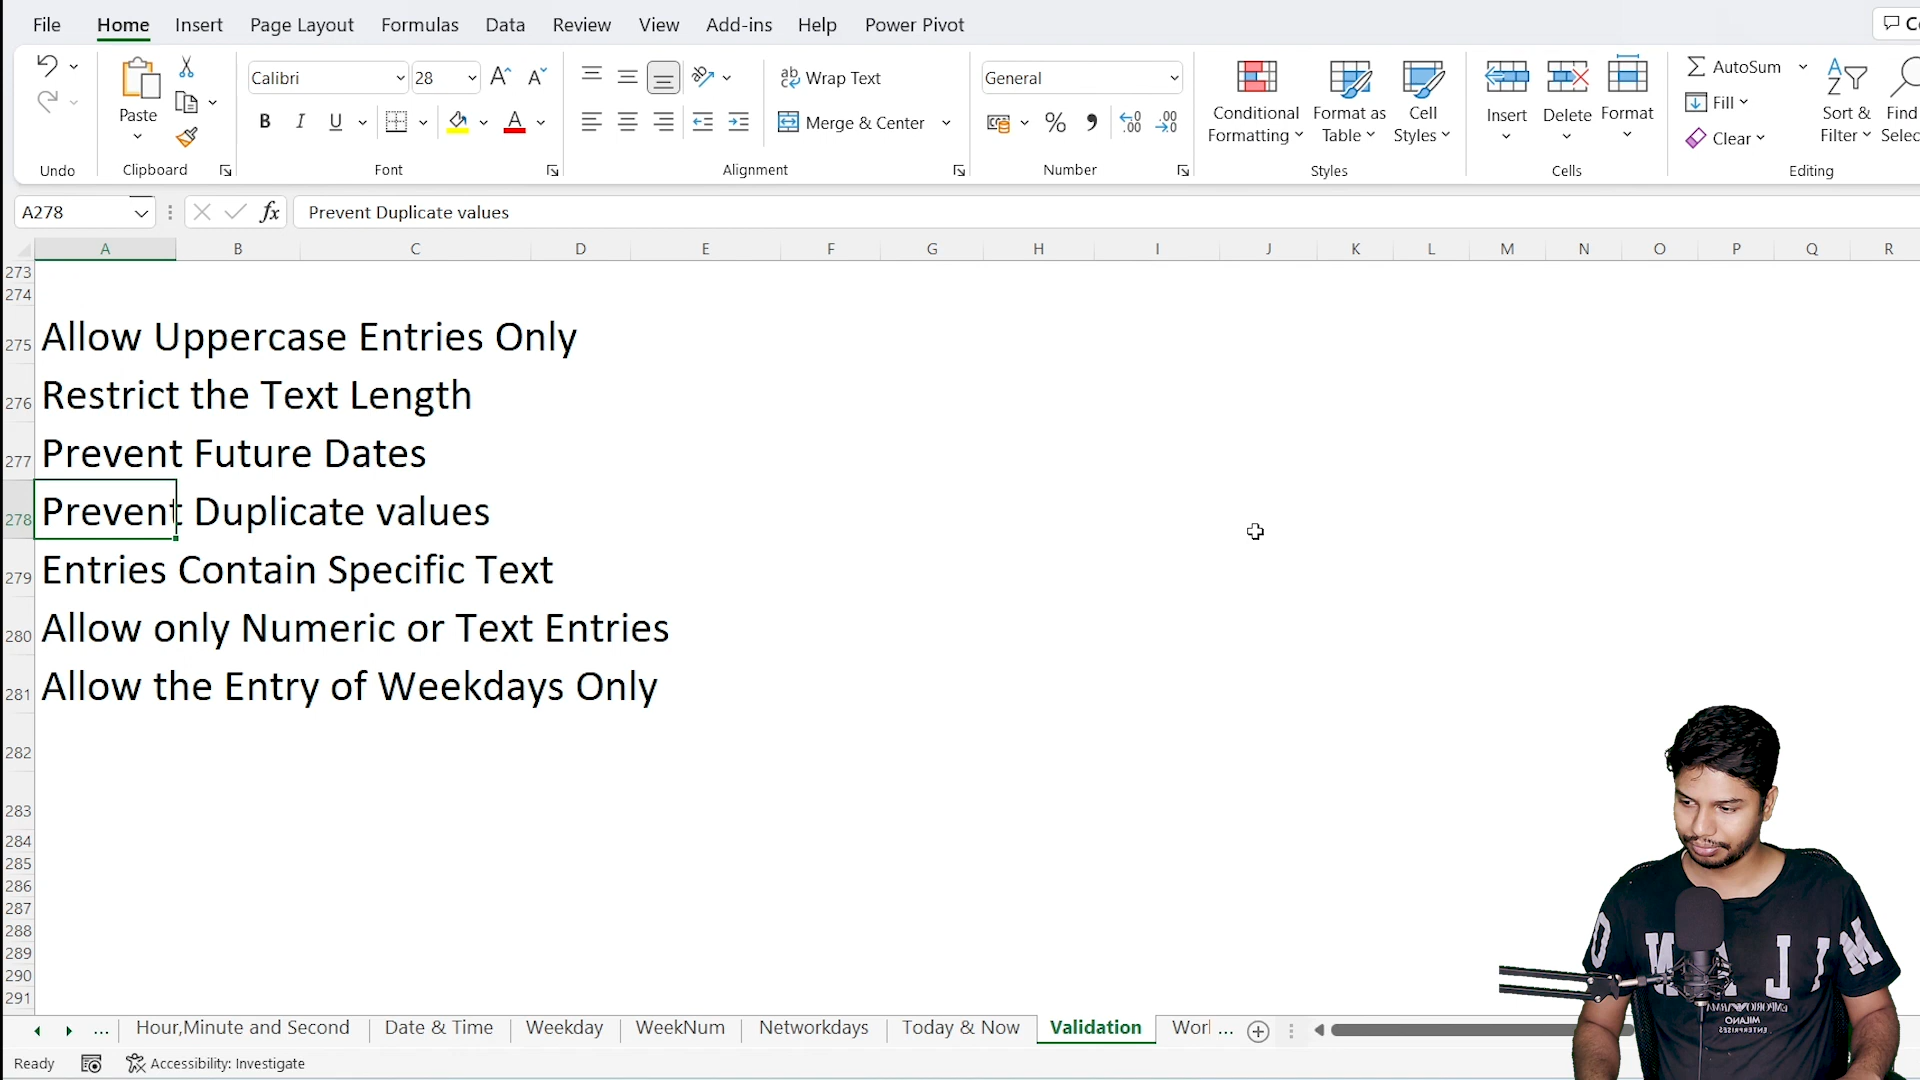 File Home Insert Page Layout Formulas Data Review View Add-ins Help Power Pivot
Calibri 28 Wrap Text General AutoSum
Paste Conditional Formatting Format as Table Cell Styles Insert Delete Format Fill Sort & Filter Find
B I U Merge & Center % Clear
Undo Clipboard Font Alignment Number Styles Cells Editing
A278 fx Prevent Duplicate values
A B C D E F G H I J K L M N O P Q R
273
274
275 Allow Uppercase Entries Only
276 Restrict the Text Length
277 Prevent Future Dates
278 Prevent Duplicate values
279 Entries Contain Specific Text
280 Allow only Numeric or Text Entries
281 Allow the Entry of Weekdays Only
282
283
284
285
286
287
288
289
290
291
... Hour,Minute and Second Date & Time Weekday WeekNum Networkdays Today & Now Validation ...
Ready Accessibility: Investigate